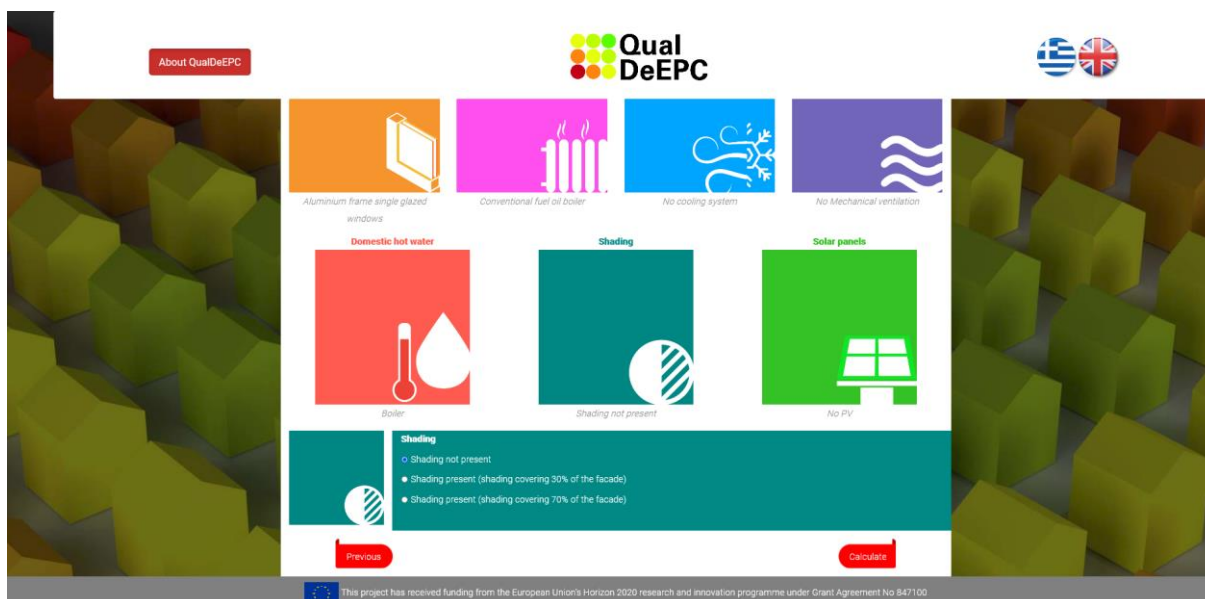 About QualDeEPC
Qual
DeEPC
Aluminium frame single glazed
windows
Conventional fuel oil boiler
No cooling system
No Mechanical ventilation
Domestic hot water
Shading
Solar panels
Boiler
Shading not present
No PV
Shading
Shading not present
Shading present (shading covering 30% of the facade)
Shading present (shading covering 70% of the facade)
Previous
Calculate
This project has received funding from the European Union's Horizon 2020 research and innovation programme under Grant Agreement No 847100